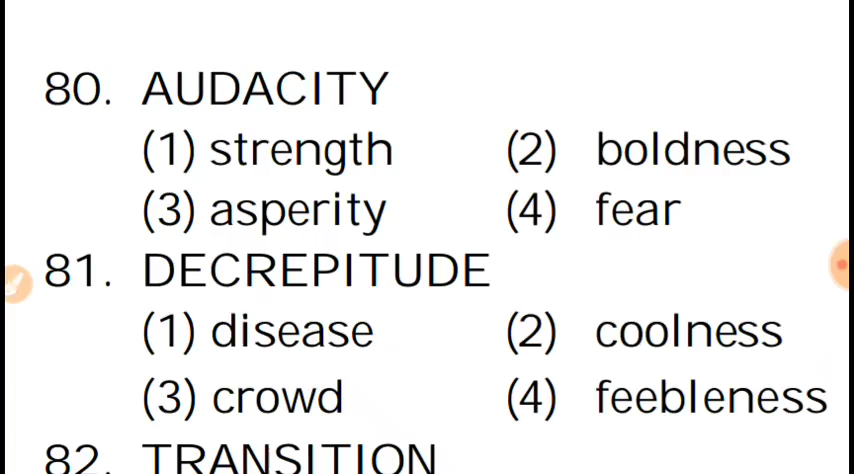 80. AUDACITY
(1) strength (2) boldness
(3) asperity (4) fear
81. DECREPITUDE
(1) disease (2) coolness
(3) crowd (4) feebleness
82. TRANSITION